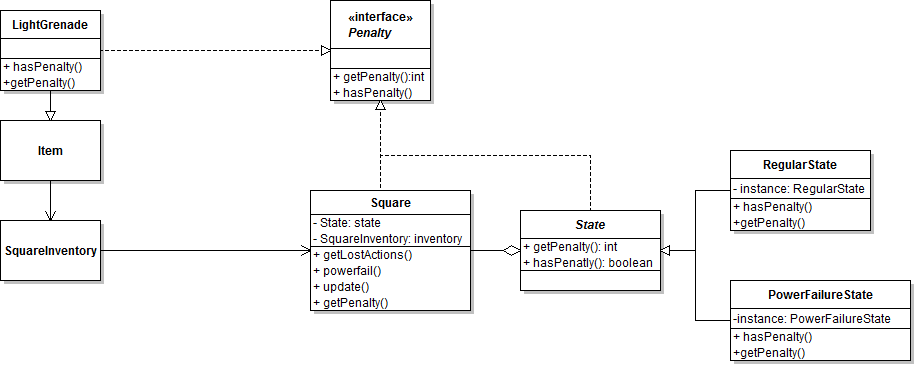 LightGrenade
+ hasPenalty()
+getPenalty()
«interface»
Penalty
+ getPenalty():int
+ hasPenalty()
Item
SquareInventory
Square
- State: state
- SquareInventory: inventory
+ getLostActions()
+ powerfail()
+ update()
+ getPenalty()
State
+ getPenalty(): int
+ hasPenatly(): boolean
RegularState
- instance: RegularState
+ hasPenalty()
+getPenalty()
PowerFailureState
-instance: PowerFailureState
+ hasPenalty()
+getPenalty()